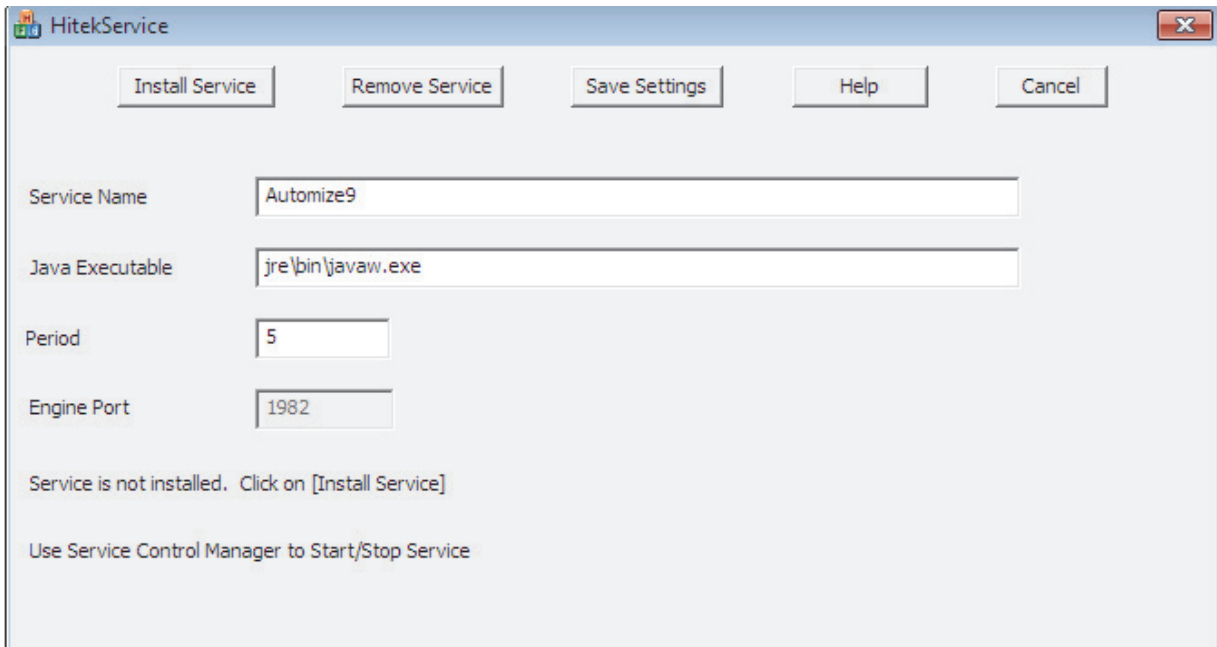 HitekService
Install Service Remove Service Save Settings Help Cancel
Service Name Automize9
Java Executable jre\bin\javaw.exe
Period 5
Engine Port 1982
Service is not installed. Click on [Install Service]
Use Service Control Manager to Start/Stop Service